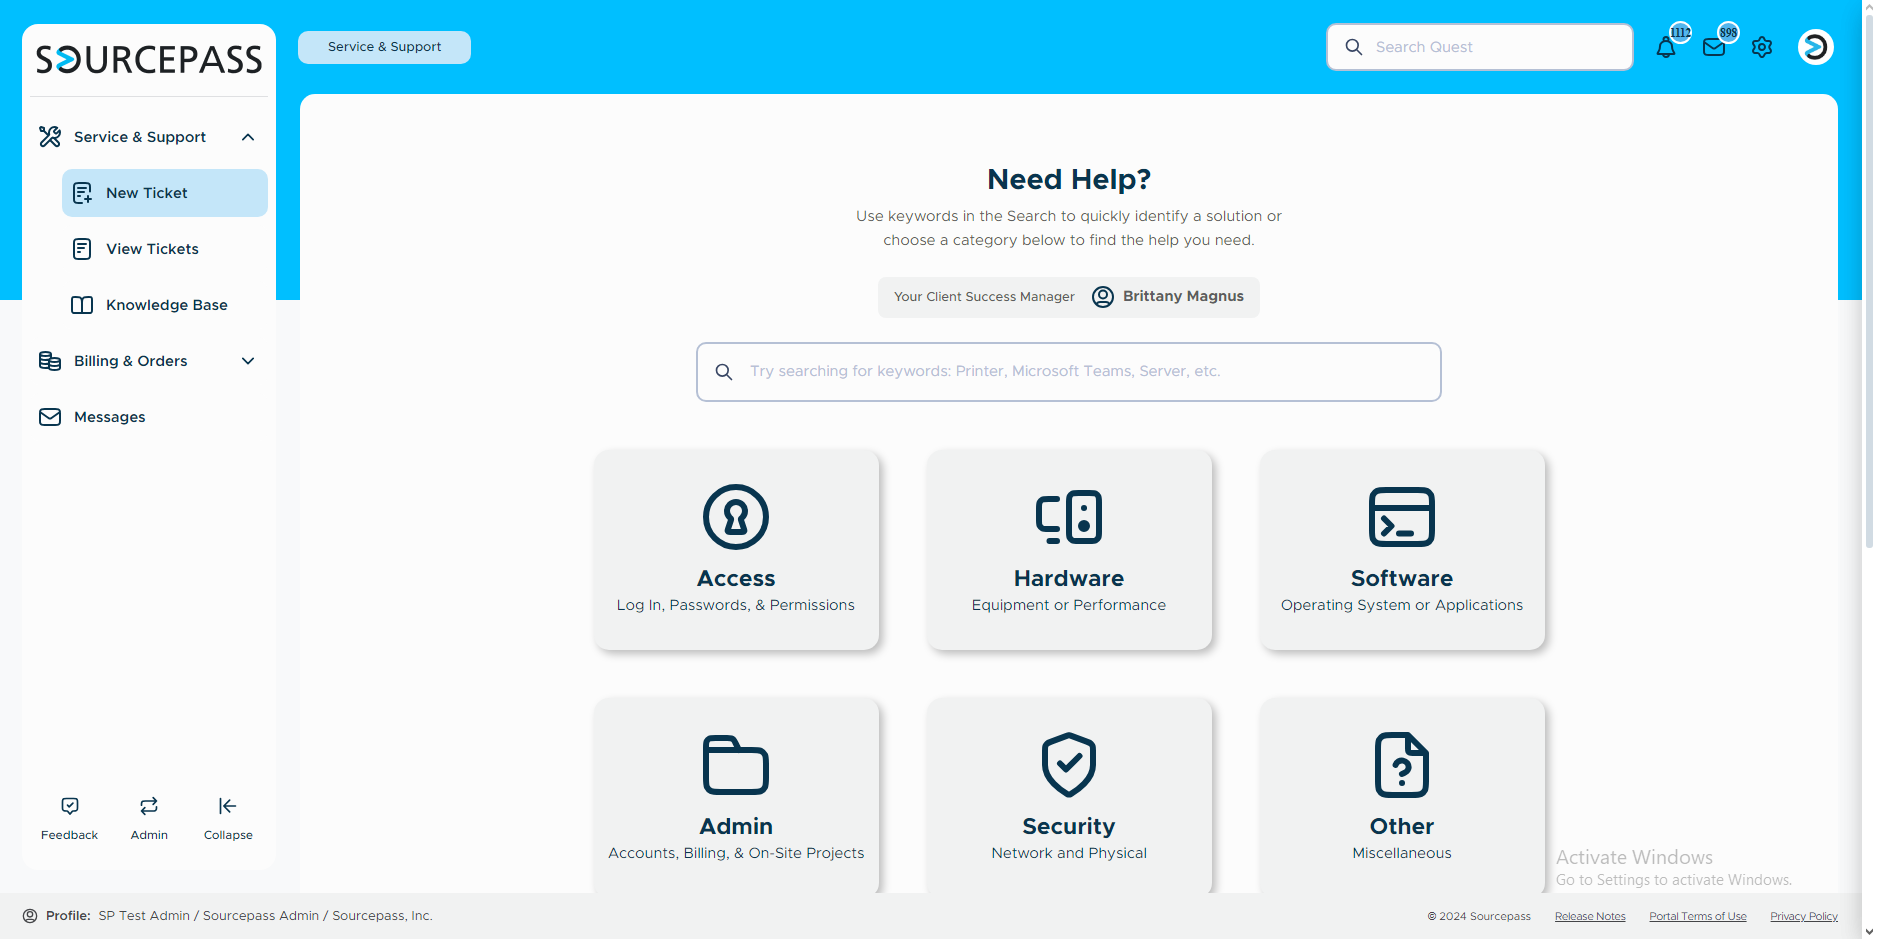 SOURCEPASS
Service & Support
Search Quest
1112
898
Service & Support
New Ticket
View Tickets
Knowledge Base
Billing & Orders
Messages
Feedback
Admin
Collapse
Need Help?
Use keywords in the Search to quickly identify a solution or
choose a category below to find the help you need.
Your Client Success Manager
Brittany Magnus
Try searching for keywords: Printer, Microsoft Teams, Server, etc.
Access
Log In, Passwords, & Permissions
Hardware
Equipment or Performance
Software
Operating System or Applications
Admin
Accounts, Billing, & On-Site Projects
Security
Network and Physical
Other
Miscellaneous
Activate Windows
Go to Settings to activate Windows.
Profile: SP Test Admin / Sourcepass Admin / Sourcepass, Inc.
© 2024 Sourcepass
Release Notes
Portal Terms of Use
Privacy Policy